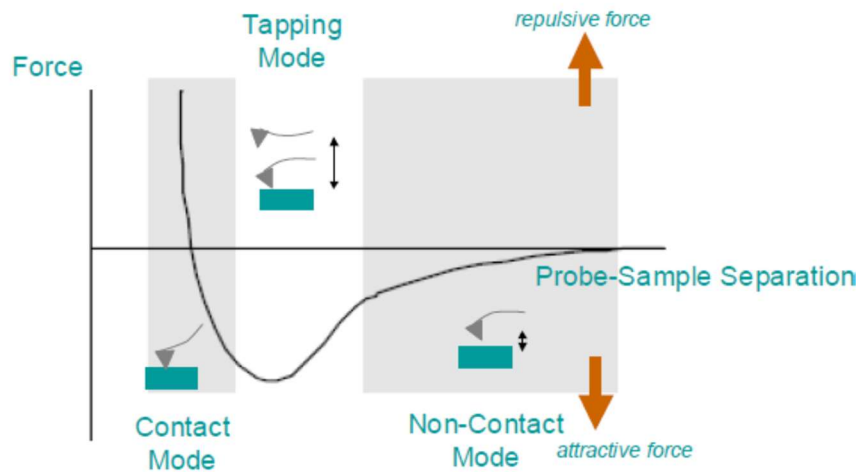 Tapping
Mode
repulsive force
Force
Probe-Sample Separation
Contact
Mode
Non-Contact
Mode
attractive force